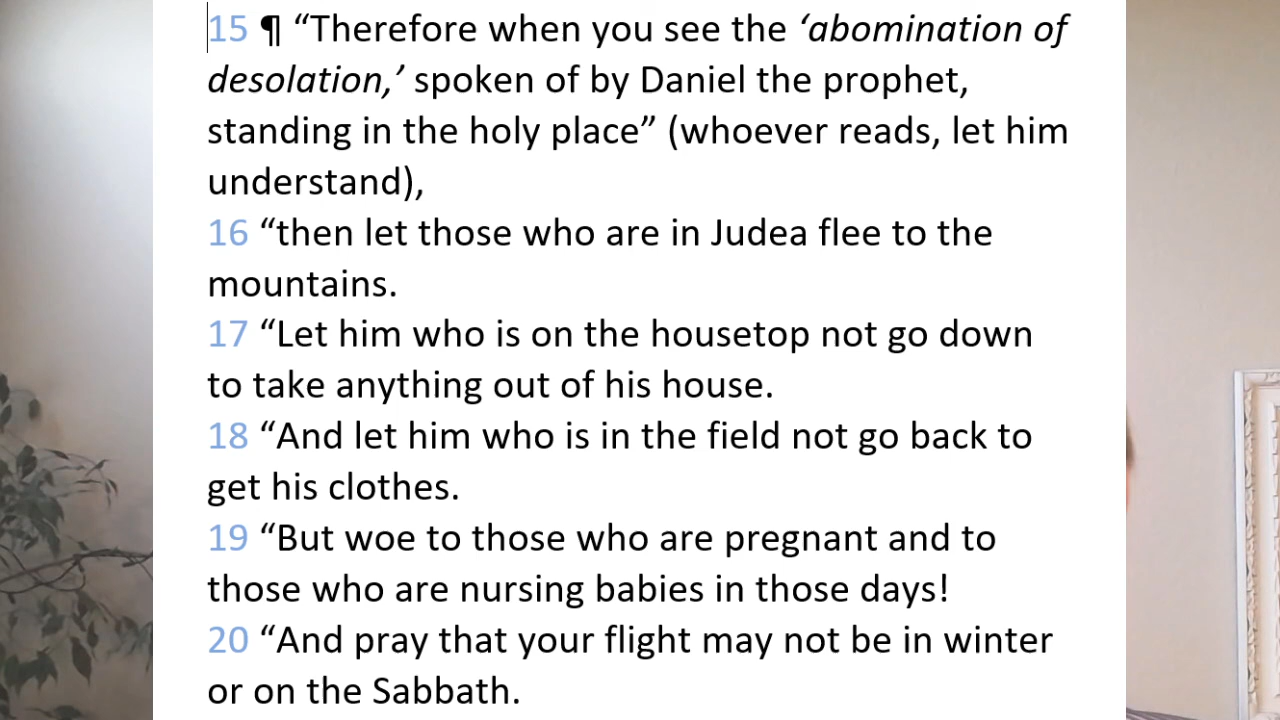 15 ¶ “Therefore when you see the ‘abomination of
desolation,’ spoken of by Daniel the prophet,
standing in the holy place” (whoever reads, let him
understand),
16 “then let those who are in Judea flee to the
mountains.
17 “Let him who is on the housetop not go down
to take anything out of his house.
18 “And let him who is in the field not go back to
get his clothes.
19 “But woe to those who are pregnant and to
those who are nursing babies in those days!
20 “And pray that your flight may not be in winter
or on the Sabbath.